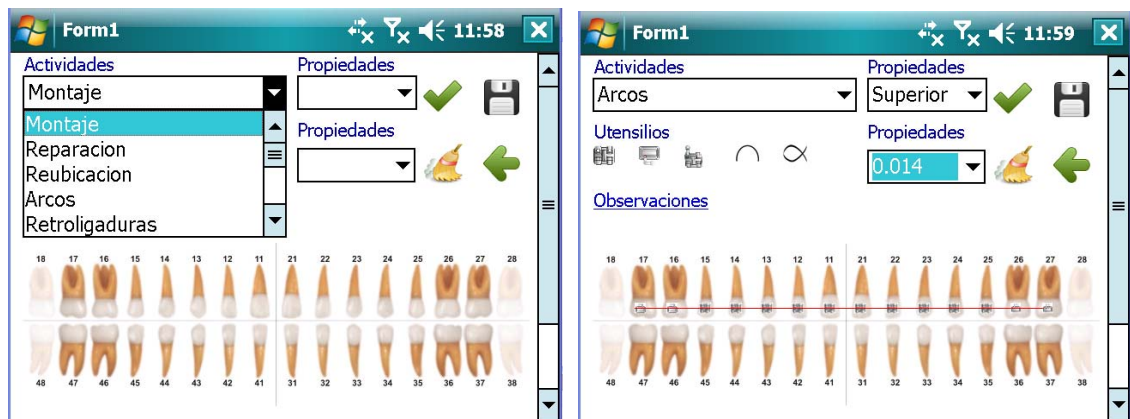 Form1 11:58
Actividades Propiedades
Montaje
Montaje
Reparacion
Reubicacion
Arcos
Retroligaduras
Propiedades
18 17 16 15 14 13 12 11 21 22 23 24 25 26 27 28
48 47 46 45 44 43 42 41 31 32 33 34 35 36 37 38
Form1 11:59
Actividades Propiedades
Arcos Superior
Utensilios Propiedades
0.014
Observaciones
18 17 16 15 14 13 12 11 21 22 23 24 25 26 27 28
48 47 46 45 44 43 42 41 31 32 33 34 35 36 37 38